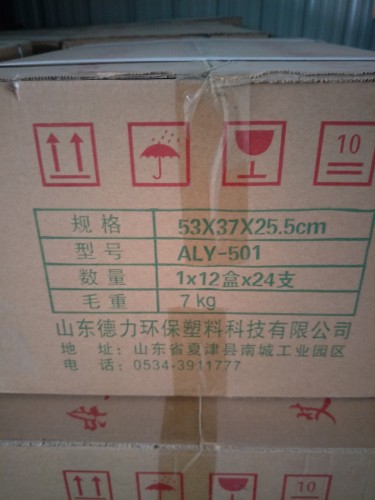 10
规格 53X37X25.5cm
型号 ALY-501
数量 1x12盒x24支
毛重 7 kg
山东德力环保塑料科技有限公司
地 址：山东省夏津县南城工业园区
电 话：0534-3911777
10